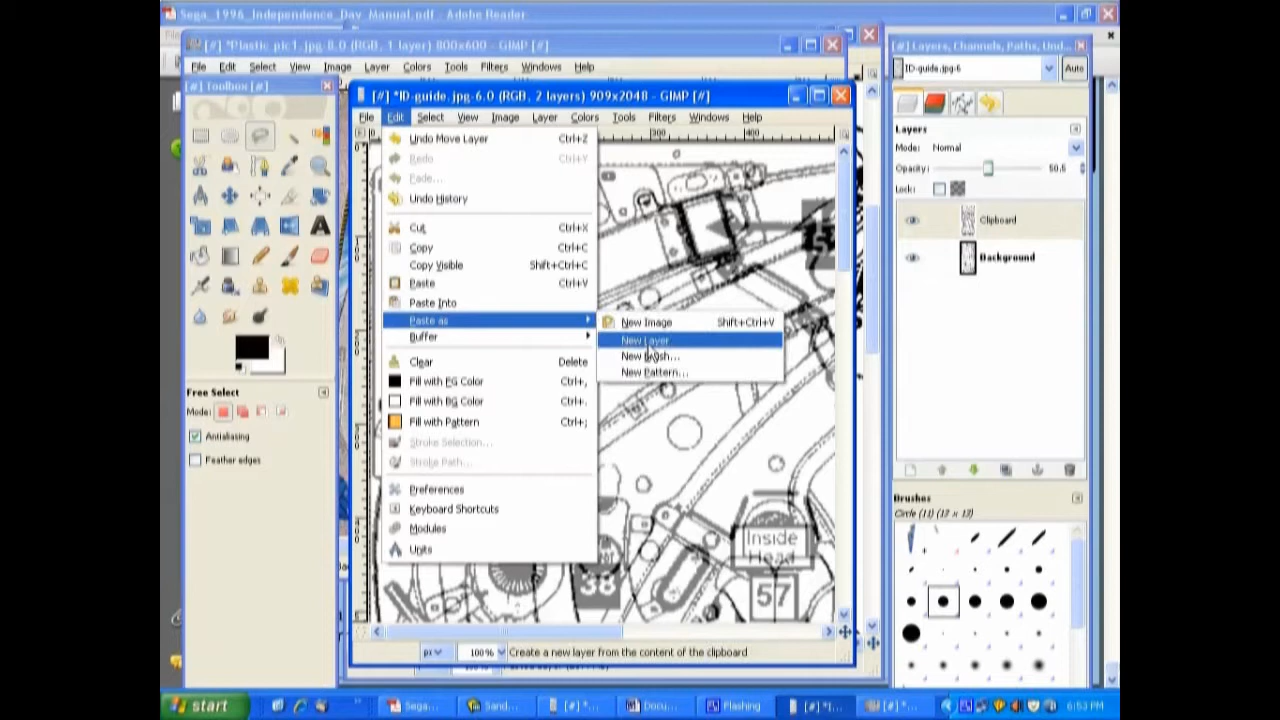 Sega_1996_Independence_Day_Manual.pdf - Adobe Reader
[#] *Plastic pic1.jpg-8.0 (RGB, 1 layer) 800x600 - GIMP [#]
File Edit Select View Image Layer Colors Tools Filters Windows Help
[#] Layers, Channels, Paths, Und...
ID-guide.jpg-6
Auto
[#] Toolbox [#]
[#] *ID-guide.jpg-6.0 (RGB, 2 layers) 909x2048 - GIMP [#]
File Edit Select View Image Layer Colors Tools Filters Windows Help
300 400
Undo Move Layer Ctrl+Z
Redo Ctrl+Y
Fade...
Undo History
Cut Ctrl+X
Copy Ctrl+C
Copy Visible Shift+Ctrl+C
Paste Ctrl+V
Paste Into
Paste as
Buffer
Clear Delete
Fill with FG Color Ctrl+,
Fill with BG Color Ctrl+.
Fill with Pattern Ctrl+;
Stroke Selection...
Stroke Path...
Preferences
Keyboard Shortcuts
Modules
Units
New Image Shift+Ctrl+V
New Layer
New Brush...
New Pattern...
Layers
Mode: Normal
Opacity: 50.5
Lock:
Clipboard
Background
Brushes
Circle (11) (13 x 13)
Free Select
Mode:
Antialiasing
Feather edges
Inside
Head
38
57
px 100% Create a new layer from the content of the clipboard
start
Sega...
Sand...
[#] *...
Docu...
Flashing
[#] *I...
[#] *...
6:53 PM